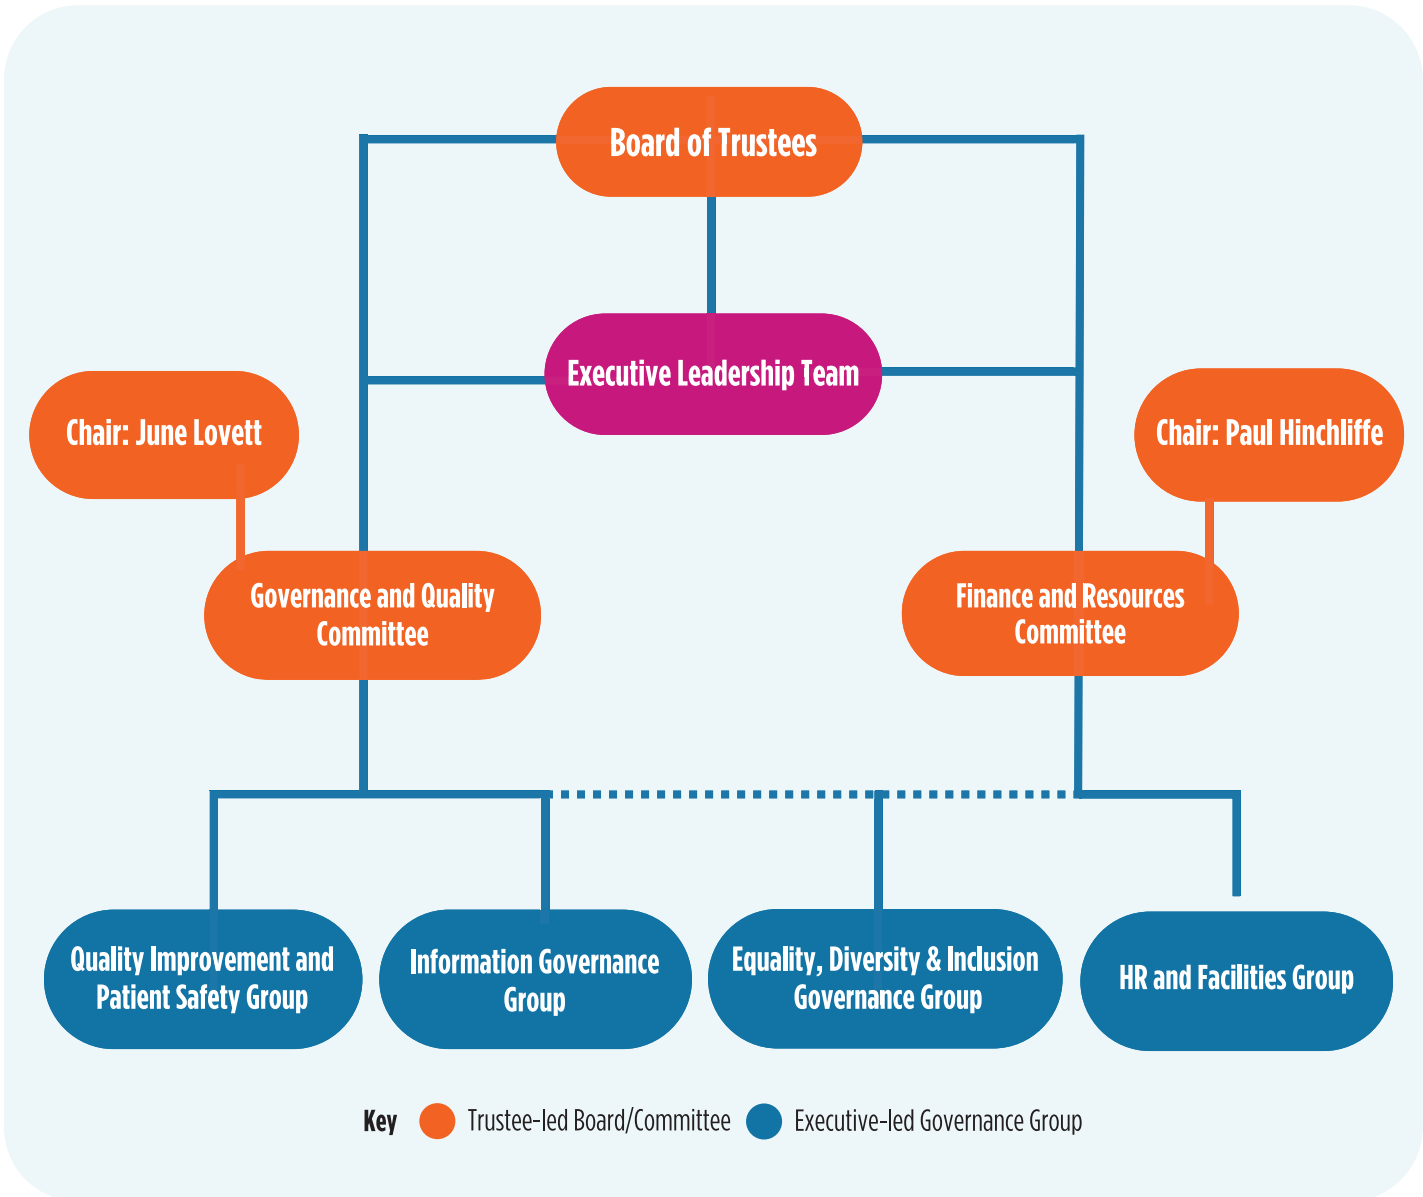 Board of Trustees
Executive Leadership Team
Chair: June Lovett
Chair: Paul Hinchliffe
Governance and Quality
Committee
Finance and Resources
Committee
Quality Improvement and
Patient Safety Group
Information Governance
Group
Equality, Diversity & Inclusion
Governance Group
HR and Facilities Group
Key Trustee-led Board/Committee Executive-led Governance Group